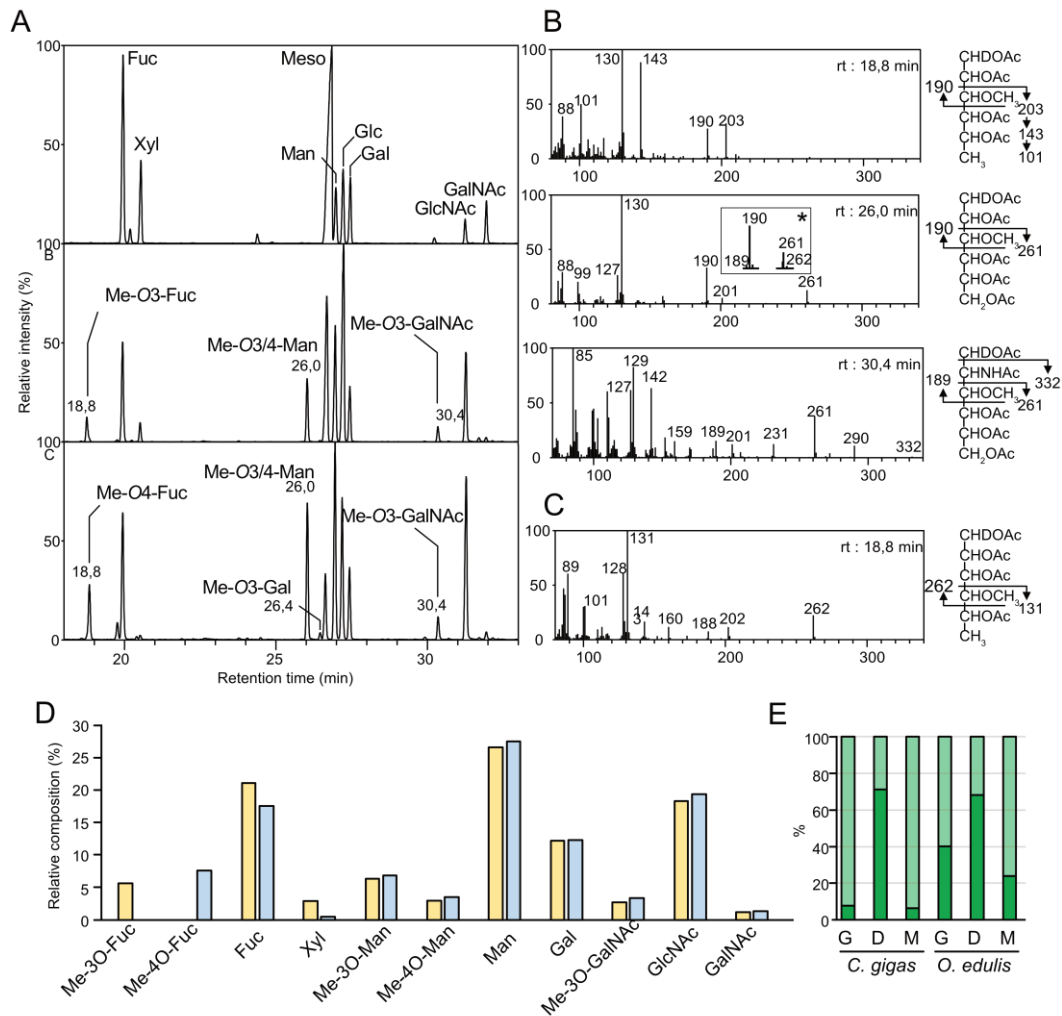 A
100
Fuc
Meso
Xyl
Glc
Man
Gal
50
GalNAc
GlcNAc
100
B
Me-O3-Fuc
Me-O3-GalNAc
Me-O3/4-Man
26,0
50
18,8
30,4
100
C
Me-O3/4-Man
26,0
Me-O4-Fuc
Me-O3-GalNAc
50
18,8
Me-O3-Gal
26,4
30,4
0
20
25
30
Retention time (min)
Relative intensity (%)
B
100
130
143
rt : 18,8 min
50
88
101
190
203
0
100
200
300
CHDOAc
CHOAc
190
CHOCH3
203
CHOAc
143
CHOAc
101
CH3
100
130
rt : 26,0 min
190
*
261
189
262
50
88
99
127
190
201
261
0
100
200
300
CHDOAc
CHOAc
190
CHOCH3
261
CHOAc
CHOAc
CH2OAc
100
85
129
rt : 30,4 min
127
142
50
261
159
189
201
231
290
332
0
100
200
300
CHDOAc
CHNHAc
332
189
CHOCH3
261
CHOAc
CHOAc
CH2OAc
C
100
131
rt : 18,8 min
89
128
50
101
14
3
160
188
202
262
0
100
200
300
CHDOAc
CHOAc
CHOAc
262
CHOCH3
131
CHOAc
CH3
D
Relative composition (%)
30
25
20
15
10
5
0
Me-3O-Fuc
Me-4O-Fuc
Fuc
Xyl
Me-3O-Man
Me-4O-Man
Man
Gal
Me-3O-GalNAc
GlcNAc
GalNAc
E
100
80
60
40
20
0
%
G D M G D M
C. gigas O. edulis